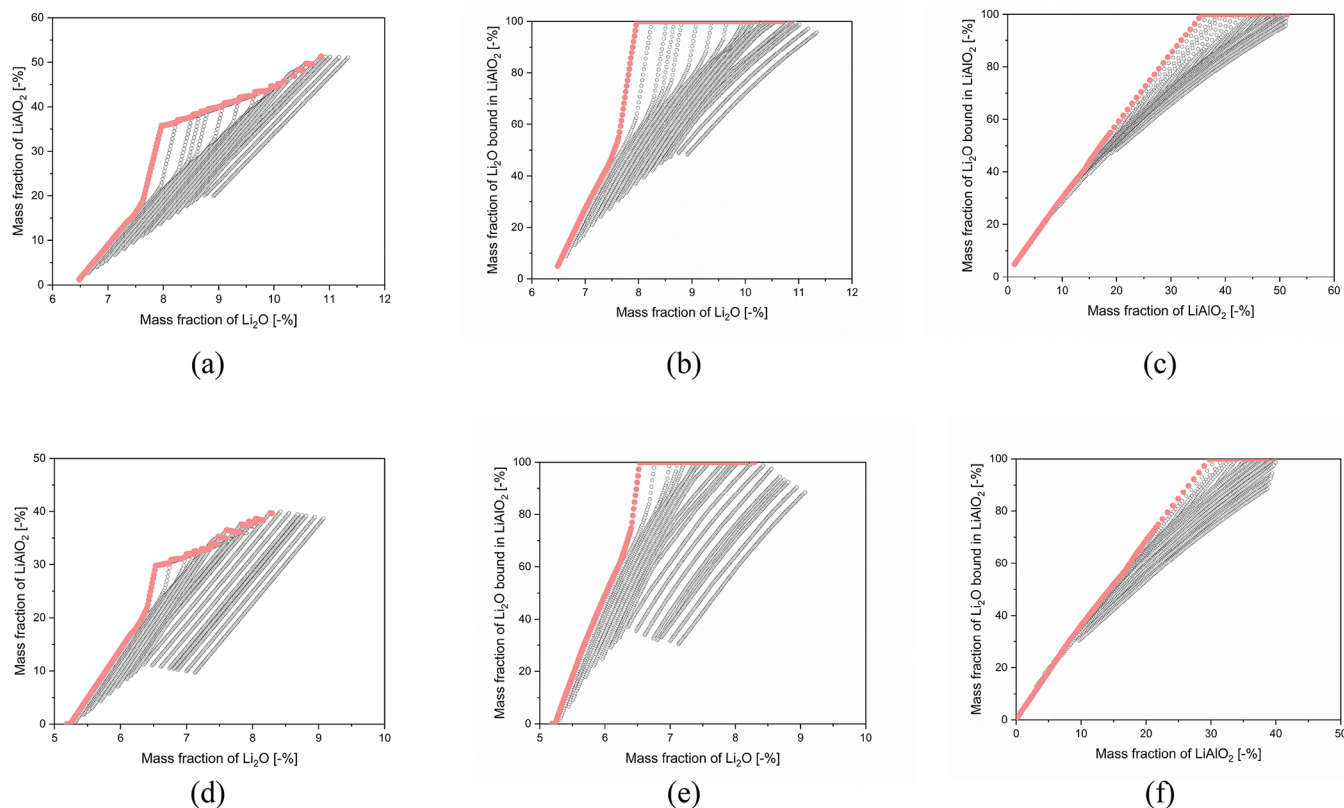 Mass fraction of LiAlO₂ [-%]
60
50
40
30
20
10
0
6 7 8 9 10 11 12
Mass fraction of Li₂O [-%]
(a)
Mass fraction of Li₂O bound in LiAlO₂ [-%]
100
80
60
40
20
0
6 7 8 9 10 11 12
Mass fraction of Li₂O [-%]
(b)
Mass fraction of Li₂O bound in LiAlO₂ [-%]
100
80
60
40
20
0
0 10 20 30 40 50 60
Mass fraction of LiAlO₂ [-%]
(c)
Mass fraction of LiAlO₂ [-%]
50
40
30
20
10
0
5 6 7 8 9 10
Mass fraction of Li₂O [-%]
(d)
Mass fraction of Li₂O bound in LiAlO₂ [-%]
100
80
60
40
20
0
5 6 7 8 9 10
Mass fraction of Li₂O [-%]
(e)
Mass fraction of Li₂O bound in LiAlO₂ [-%]
100
80
60
40
20
0
0 10 20 30 40 50
Mass fraction of LiAlO₂ [-%]
(f)